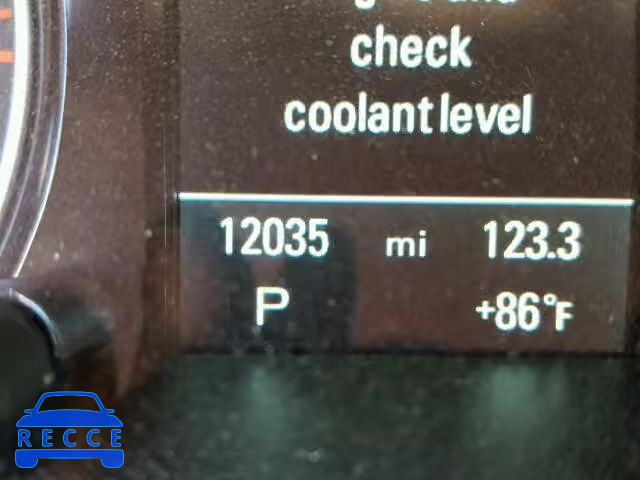 check
coolant level
12035 mi 123.3
P +86°F
RECCE